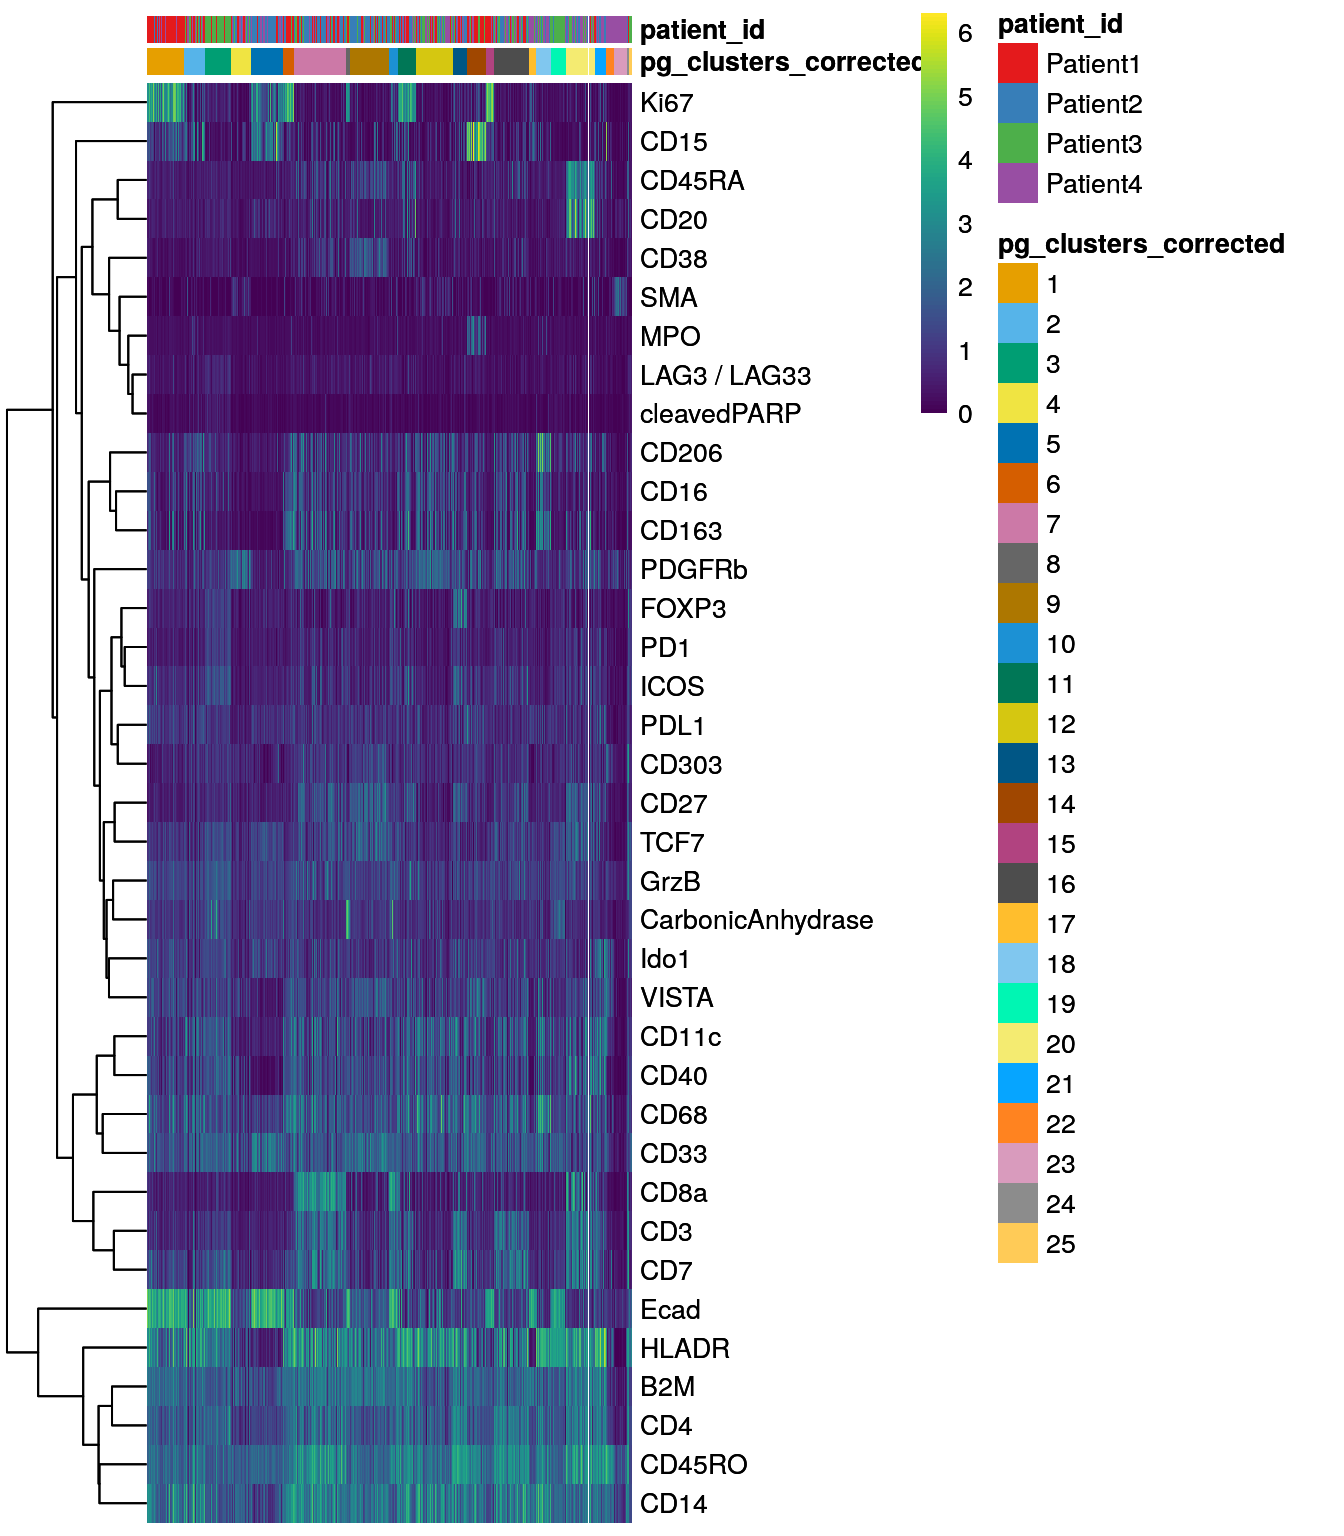 patient_id
pg_clusters_corrected
Ki67
CD15
CD45RA
CD20
CD38
SMA
MPO
LAG3 / LAG33
cleavedPARP
CD206
CD16
CD163
PDGFRb
FOXP3
PD1
ICOS
PDL1
CD303
CD27
TCF7
GrzB
CarbonicAnhydrase
Ido1
VISTA
CD11c
CD40
CD68
CD33
CD8a
CD3
CD7
Ecad
HLADR
B2M
CD4
CD45RO
CD14
6
5
4
3
2
1
0
patient_id
Patient1
Patient2
Patient3
Patient4
pg_clusters_corrected
1
2
3
4
5
6
7
8
9
10
11
12
13
14
15
16
17
18
19
20
21
22
23
24
25